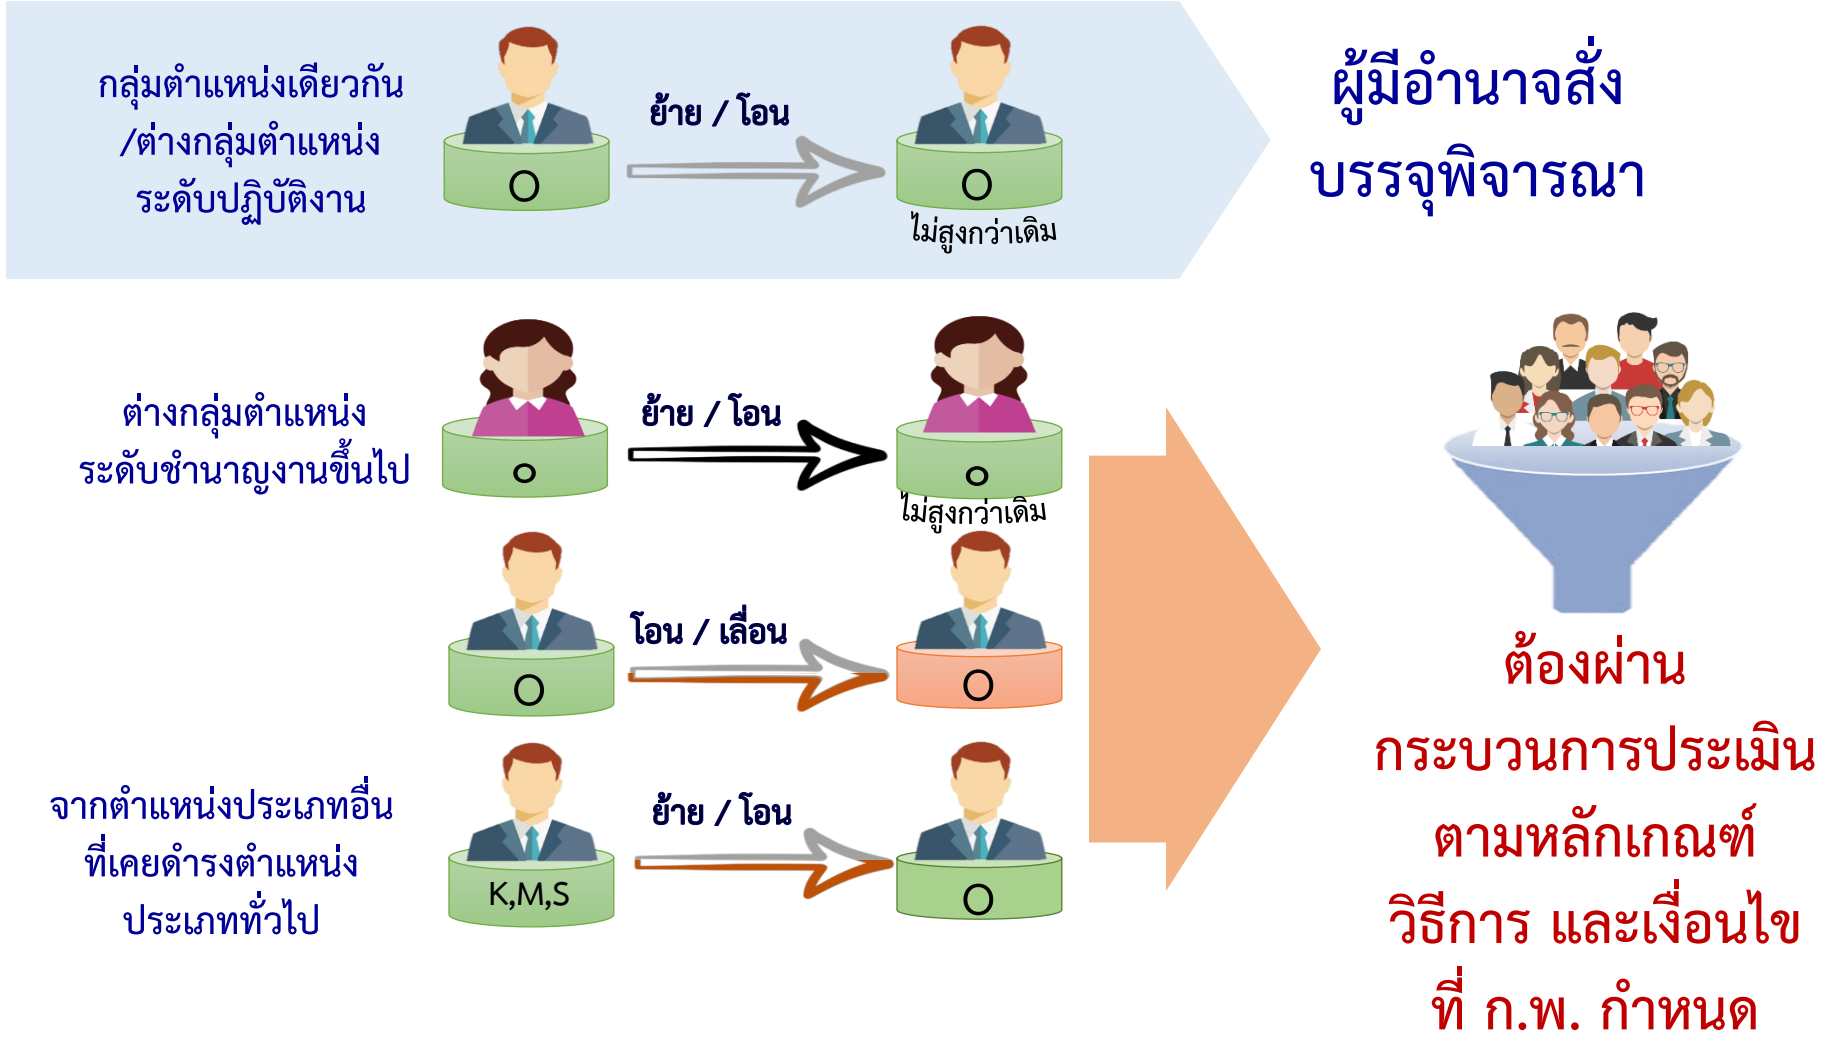 กลุ่มตำแหน่งเดียวกัน
/ต่างกลุ่มตำแหน่ง
ระดับปฏิบัติงาน
O
ย้าย / โอน
O
ไม่สูงกว่าเดิม
ผู้มีอำนาจสั่ง
บรรจุพิจารณา
ต่างกลุ่มตำแหน่ง
ระดับชำนาญงานขึ้นไป
O
ย้าย / โอน
O
ไม่สูงกว่าเดิม
O
โอน / เลื่อน
O
จากตำแหน่งประเภทอื่น
ที่เคยดำรงตำแหน่ง
ประเภททั่วไป
K,M,S
ย้าย / โอน
O
ต้องผ่าน
กระบวนการประเมิน
ตามหลักเกณฑ์
วิธีการ และเงื่อนไข
ที่ ก.พ. กำหนด